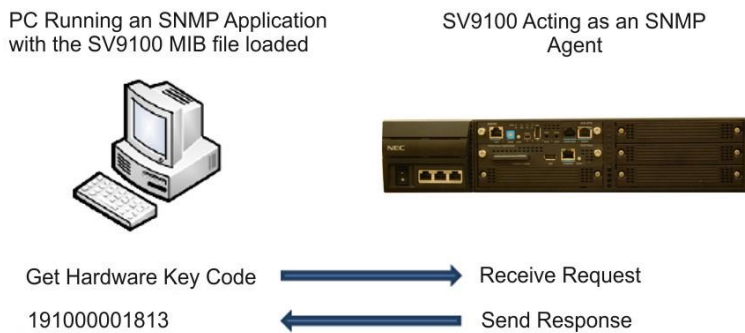 PC Running an SNMP Application
with the SV9100 MIB file loaded
SV9100 Acting as an SNMP
Agent
NEC
Get Hardware Key Code
Receive Request
191000001813
Send Response